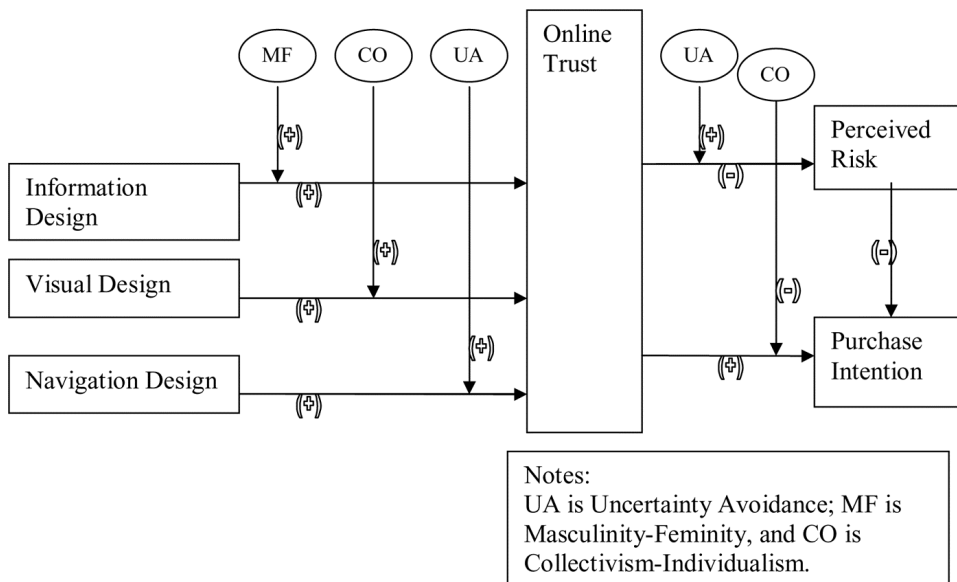 MF
CO
UA
Online
Trust
UA
CO
(+)
(+)
Perceived
Risk
Information
Design
(+)
(-)
(+)
(-)
Visual Design
(+)
(-)
(+)
Purchase
Intention
Navigation Design
(+)
(+)
Notes:
UA is Uncertainty Avoidance; MF is
Masculinity-Feminity, and CO is
Collectivism-Individualism.